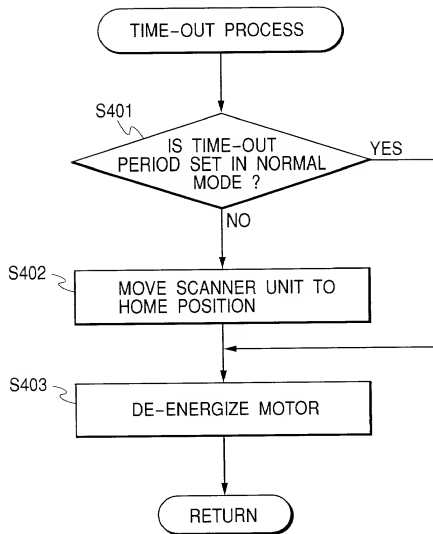 TIME-OUT PROCESS
S401
IS TIME-OUT
PERIOD SET IN NORMAL
MODE ?
YES
NO
S402
MOVE SCANNER UNIT TO
HOME POSITION
S403
DE-ENERGIZE MOTOR
RETURN